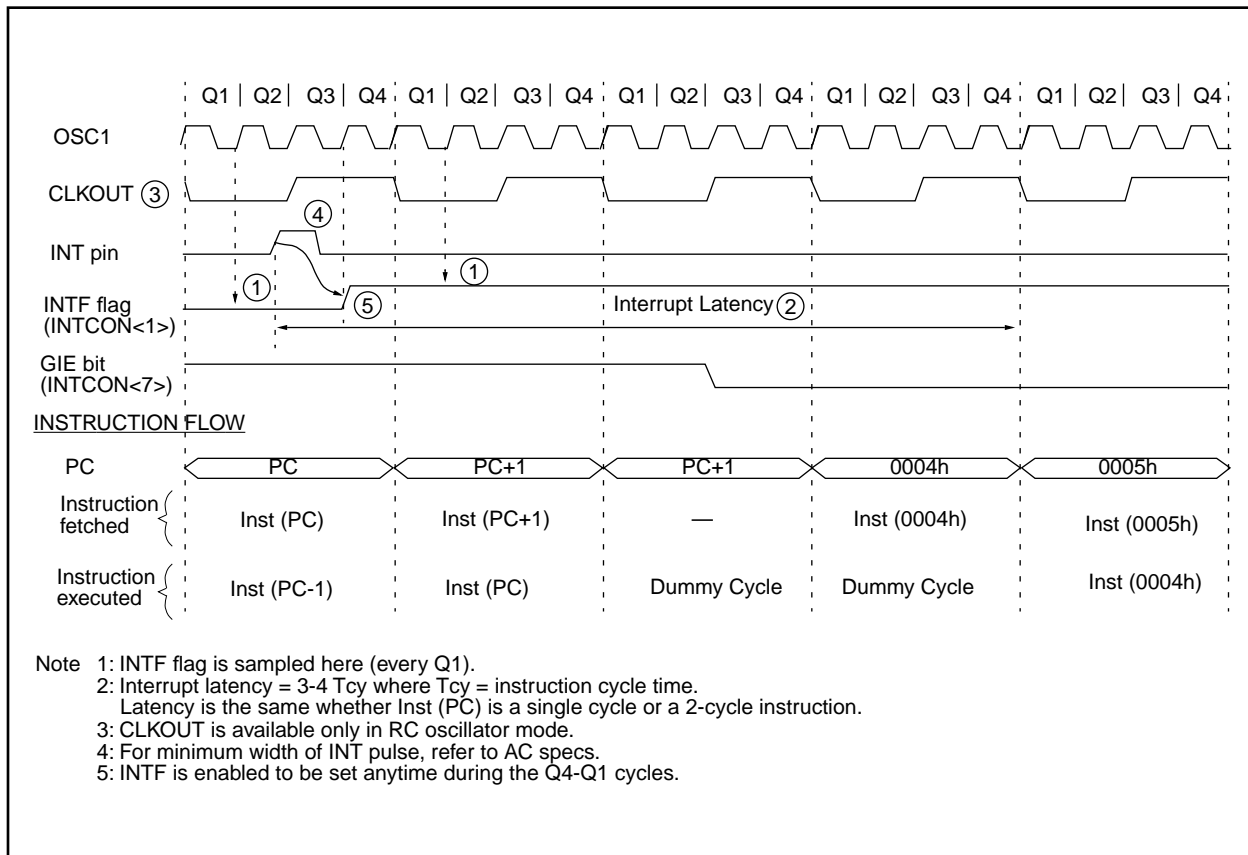 Q1 | Q2 | Q3 | Q4 Q1 | Q2 | Q3 | Q4 Q1 | Q2 | Q3 | Q4 Q1 | Q2 | Q3 | Q4 Q1 | Q2 | Q3 | Q4
OSC1
CLKOUT 3
4
INT pin
1 1
INTF flag
(INTCON<1>)
5
Interrupt Latency 2
GIE bit
(INTCON<7>)
INSTRUCTION FLOW
PC PC PC+1 PC+1 0004h 0005h
Instruction
fetched
Inst (PC) Inst (PC+1) — Inst (0004h) Inst (0005h)
Instruction
executed
Inst (PC-1) Inst (PC) Dummy Cycle Dummy Cycle Inst (0004h)
Note 1: INTF flag is sampled here (every Q1).
2: Interrupt latency = 3-4 Tcy where Tcy = instruction cycle time.
Latency is the same whether Inst (PC) is a single cycle or a 2-cycle instruction.
3: CLKOUT is available only in RC oscillator mode.
4: For minimum width of INT pulse, refer to AC specs.
5: INTF is enabled to be set anytime during the Q4-Q1 cycles.